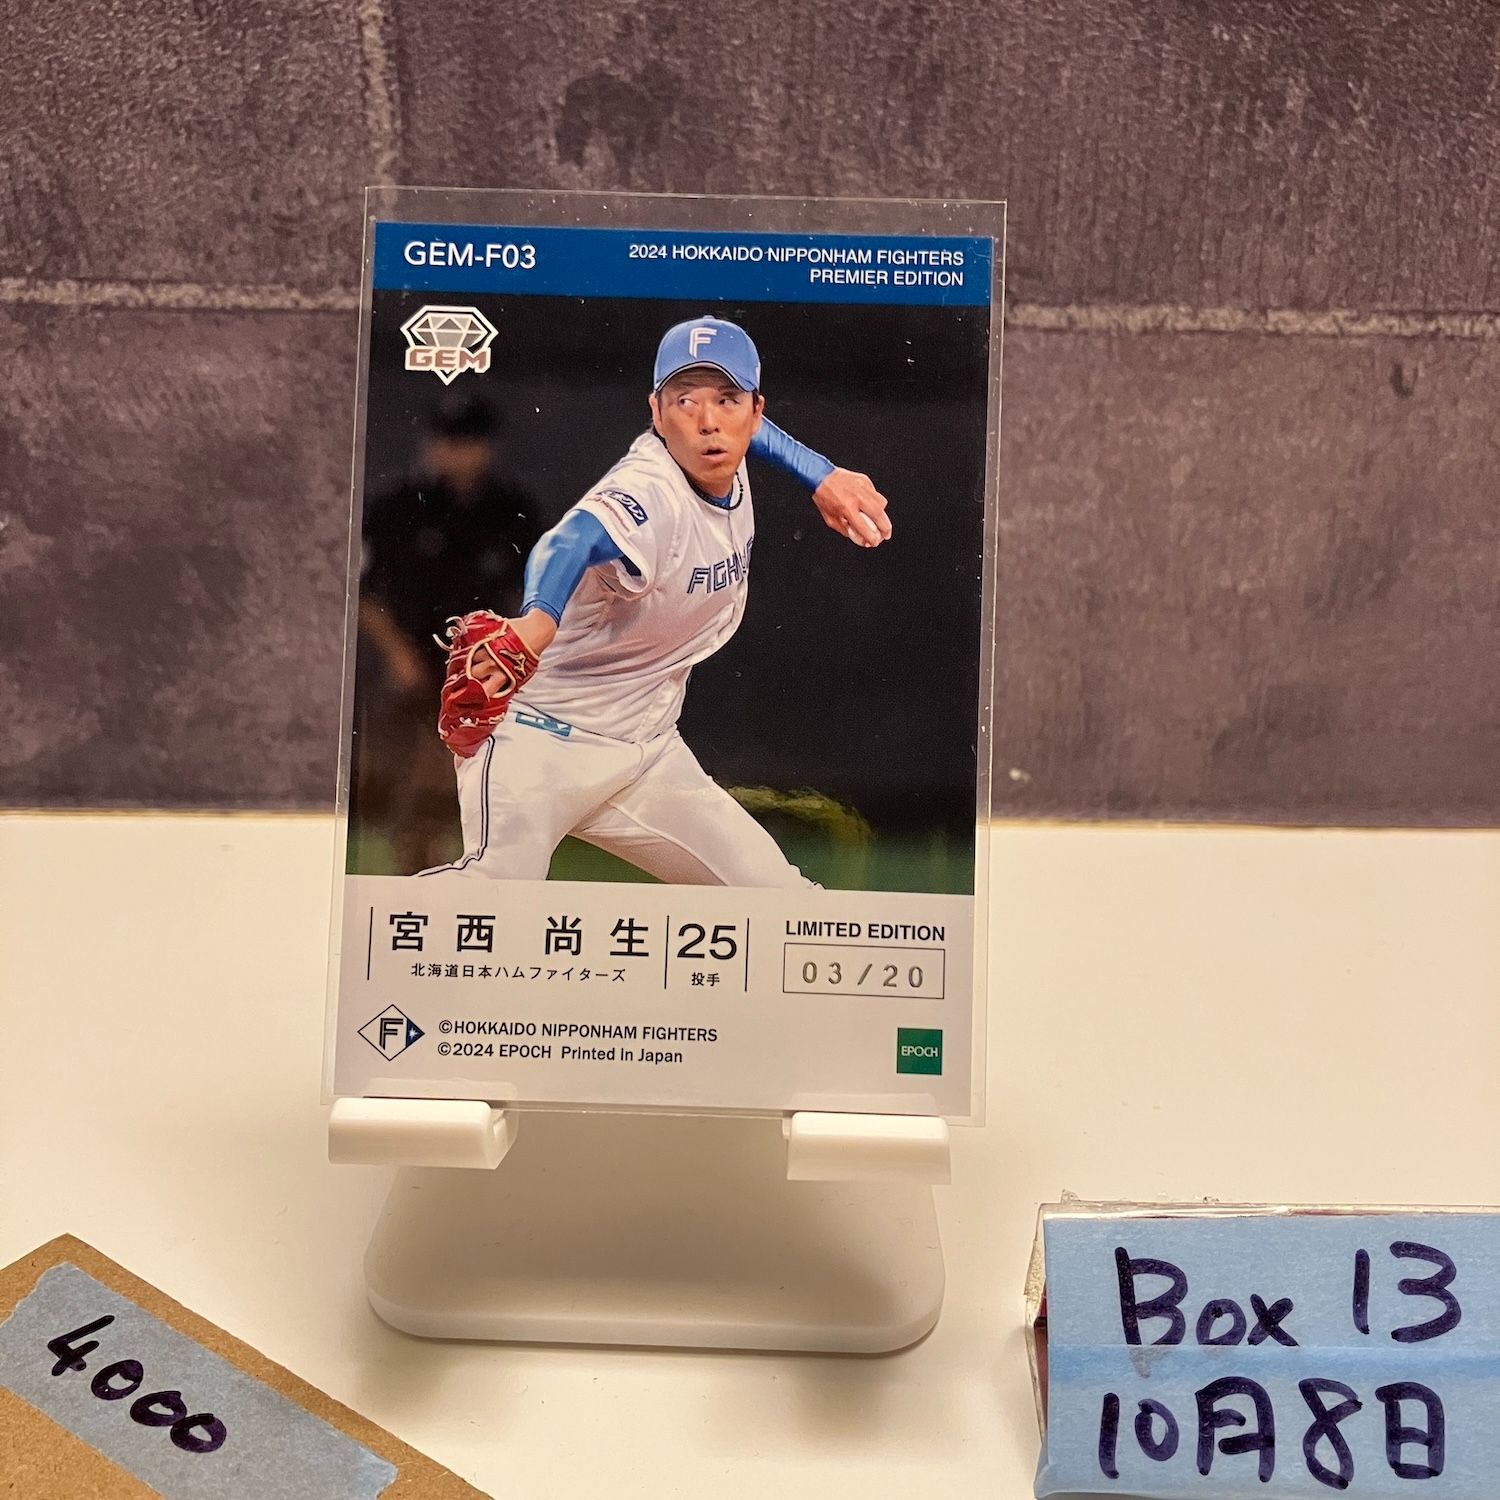 GEM-F03
2024 HOKKAIDO NIPPONHAM FIGHTERS
PREMIER EDITION
GEM
F
宮西 尚生
北海道日本ハムファイターズ
25
投手
LIMITED EDITION
03/20
F
©HOKKAIDO NIPPONHAM FIGHTERS
©2024 EPOCH Printed in Japan
EPOCH
4000
Box 13
10月8日